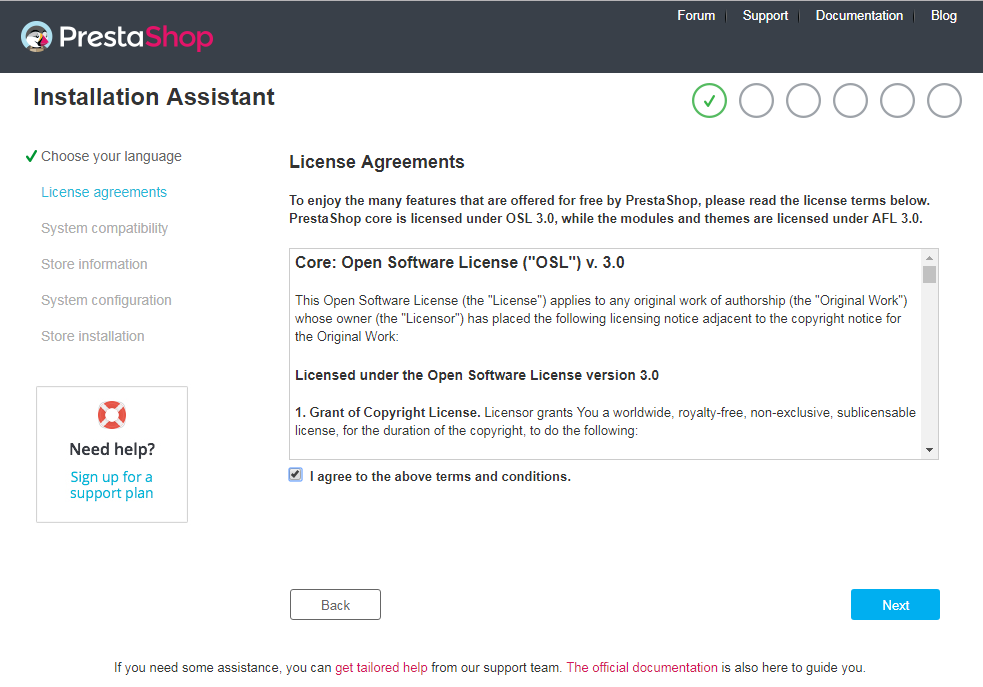 Forum Support Documentation Blog
PrestaShop
Installation Assistant
Choose your language
License agreements
System compatibility
Store information
System configuration
Store installation
Need help?
Sign up for a
support plan
License Agreements
To enjoy the many features that are offered for free by PrestaShop, please read the license terms below.
PrestaShop core is licensed under OSL 3.0, while the modules and themes are licensed under AFL 3.0.
Core: Open Software License ("OSL") v. 3.0
This Open Software License (the "License") applies to any original work of authorship (the "Original Work")
whose owner (the "Licensor") has placed the following licensing notice adjacent to the copyright notice for
the Original Work:
Licensed under the Open Software License version 3.0
1. Grant of Copyright License. Licensor grants You a worldwide, royalty-free, non-exclusive, sublicensable
license, for the duration of the copyright, to do the following:
I agree to the above terms and conditions.
Back
Next
If you need some assistance, you can get tailored help from our support team. The official documentation is also here to guide you.